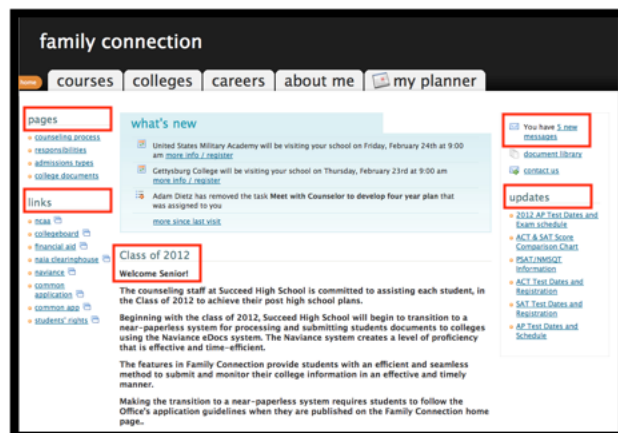 family connection
home
courses
colleges
careers
about me
my planner
pages
counseling process
responsibilities
admissions types
college documents
links
ncaa
collegeboard
financial aid
naia clearinghouse
naviance
common
application
common app
students' rights
what's new
United States Military Academy will be visiting your school on Friday, February 24th at 9:00
am more info / register
Gettysburg College will be visiting your school on Thursday, February 23rd at 9:00 am
more info / register
Adam Dietz has removed the task Meet with Counselor to develop four year plan that
was assigned to you
more since last visit
Class of 2012
Welcome Senior!
The counseling staff at Succeed High School is committed to assisting each student, in
the Class of 2012 to achieve their post high school plans.
Beginning with the class of 2012, Succeed High School will begin to transition to a
near-paperless system for processing and submitting students documents to colleges
using the Naviance eDocs system. The Naviance system creates a level of proficiency
that is effective and time-efficient.
The features in Family Connection provide students with an efficient and seamless
method to submit and monitor their college information in an effective and timely
manner.
Making the transition to a near-paperless system requires students to follow the
Office's application guidelines when they are published on the Family Connection home
page..
You have 5 new
messages
document library
contact us
updates
2012 AP Test Dates and
Exam schedule
ACT & SAT Score
Comparison Chart
PSAT/NMSQT
Information
ACT Test Dates and
Registration
SAT Test Dates and
Registration
AP Test Dates and
Schedule